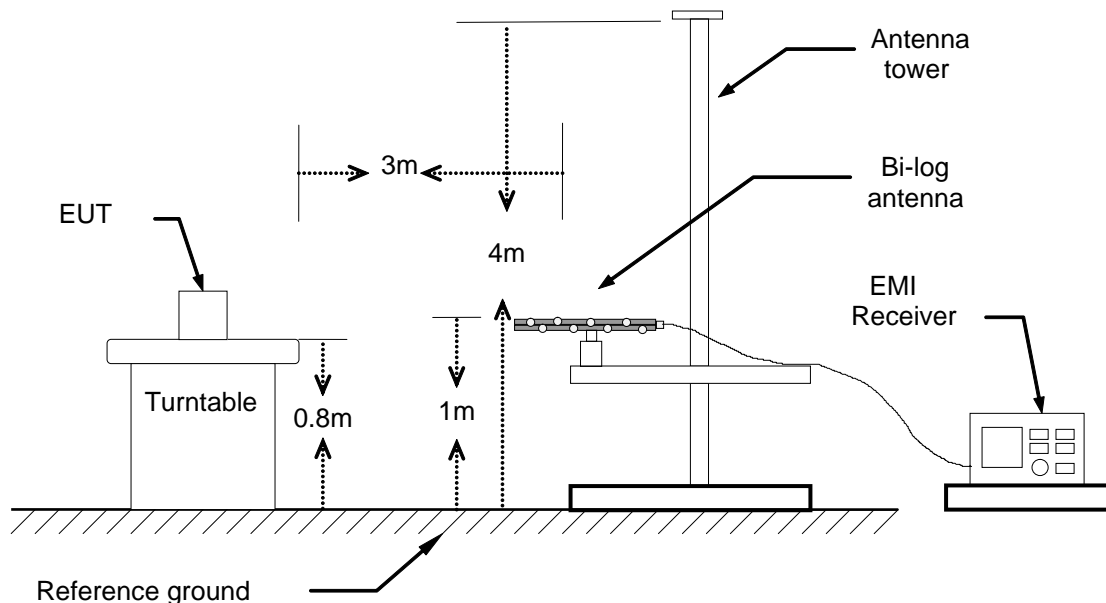 Antenna
tower
3m
Bi-log
antenna
EUT
4m
EMI
Receiver
Turntable
0.8m
1m
Reference ground